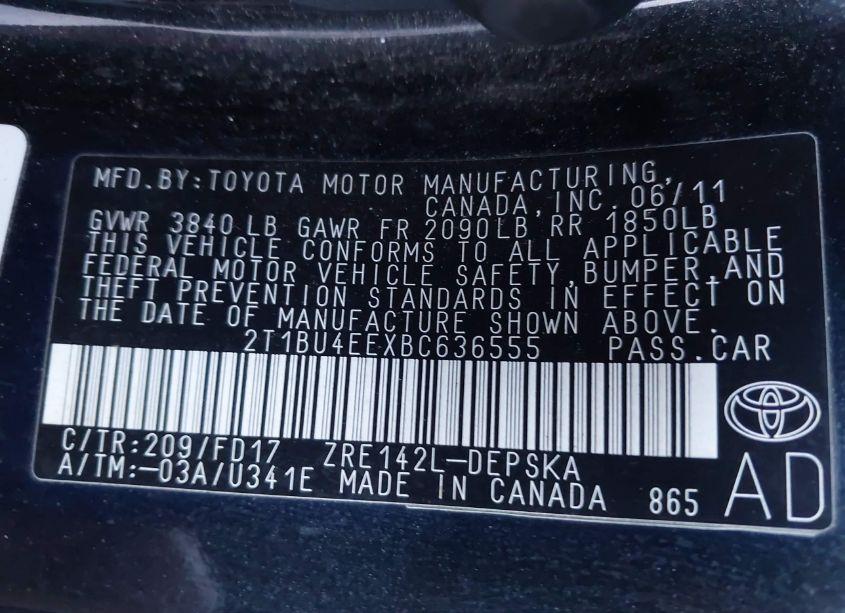 MFD.BY:TOYOTA MOTOR MANUFACTURING,
CANADA,INC. 06/11
GVWR 3840 LB GAWR FR 2090LB RR 1850LB
THIS VEHICLE CONFORMS TO ALL APPLICABLE
FEDERAL MOTOR VEHICLE SAFETY,BUMPER,AND
THEFT PREVENTION STANDARDS IN EFFECT ON
THE DATE OF MANUFACTURE SHOWN ABOVE.
2T1BU4EEXBC636555 PASS.CAR
C/TR:209/FD17 ZRE142L-DEPSKA
A/TM:-03A/U341E MADE IN CANADA 865
AD